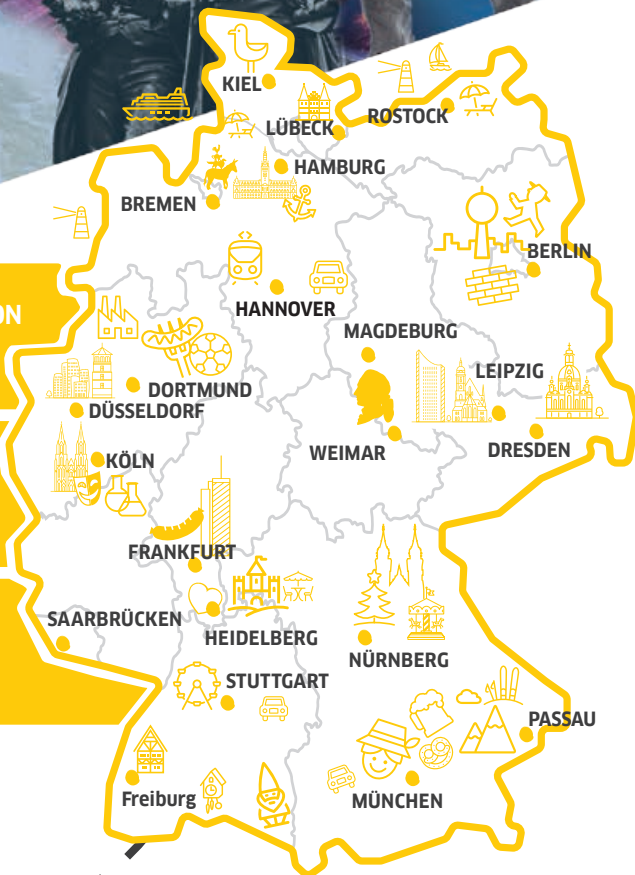 KIEL
LÜBECK
ROSTOCK
HAMBURG
BREMEN
BERLIN
ON
HANNOVER
MAGDEBURG
LEIPZIG
DORTMUND
DÜSSELDORF
WEIMAR
DRESDEN
KÖLN
FRANKFURT
SAARBRÜCKEN
HEIDELBERG
NÜRNBERG
STUTTGART
PASSAU
Freiburg
MÜNCHEN